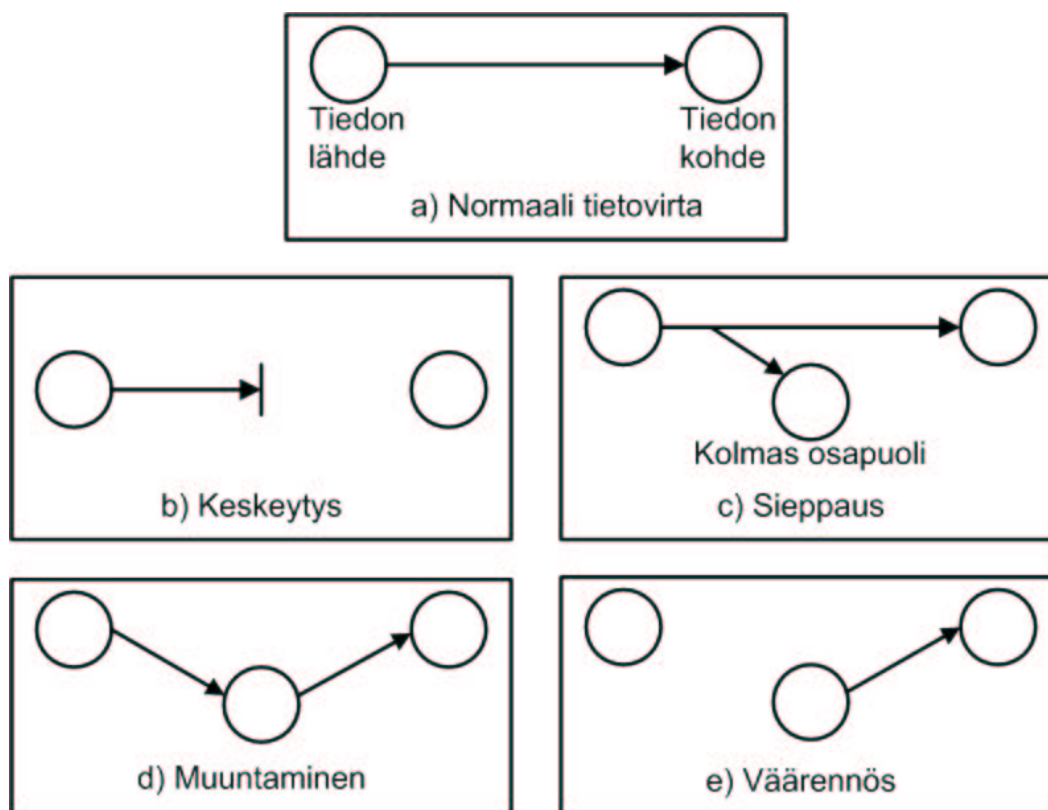 Tiedon
lähde
Tiedon
kohde
a) Normaali tietovirta
b) Keskeytys
Kolmas osapuoli
c) Sieppaus
d) Muuntaminen
e) Väärennös